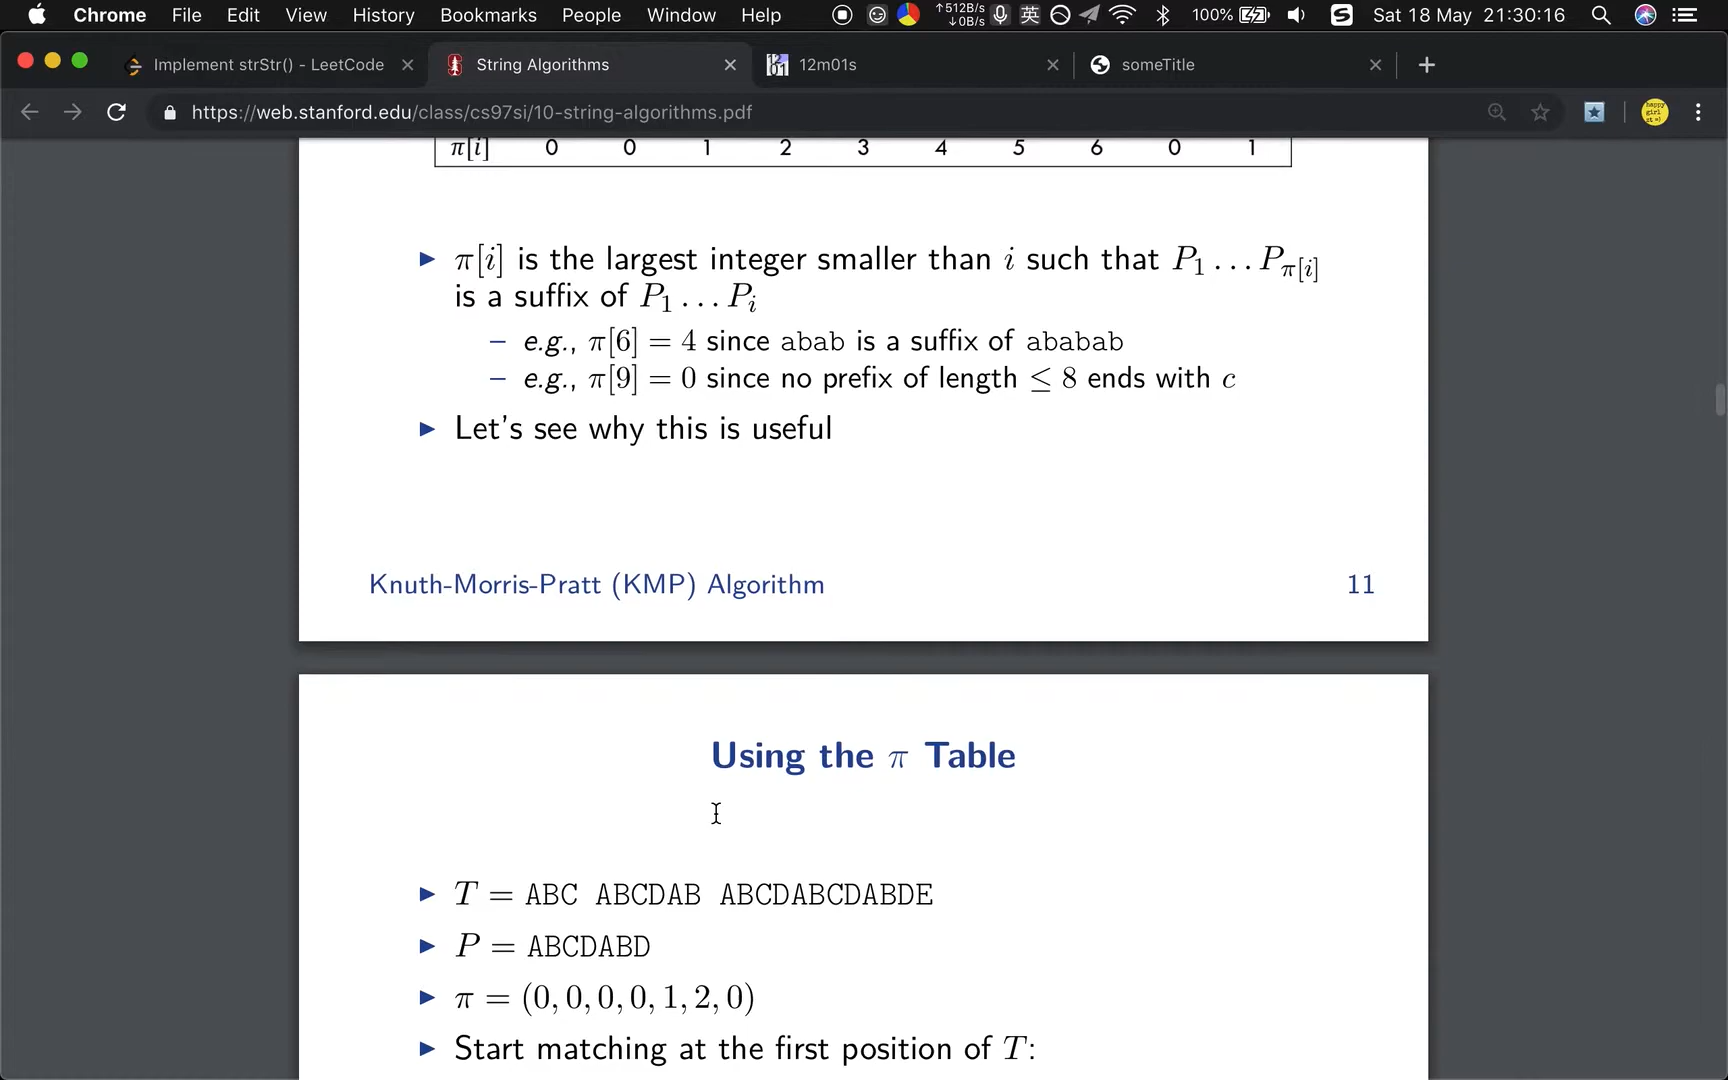 Chrome File Edit View History Bookmarks People Window Help ↑512B/s ↓0B/s 英 100% Sat 18 May 21:30:16
Implement strStr() - LeetCode String Algorithms 12m01s someTitle
https://web.stanford.edu/class/cs97si/10-string-algorithms.pdf
π[i] 0 0 1 2 3 4 5 6 0 1
▶ π[i] is the largest integer smaller than i such that P₁ . . . Pπ[i]
is a suffix of P₁ . . . Pᵢ
– e.g., π[6] = 4 since abab is a suffix of ababab
– e.g., π[9] = 0 since no prefix of length ≤ 8 ends with c
▶ Let's see why this is useful
Knuth-Morris-Pratt (KMP) Algorithm 11
Using the π Table
▶ T = ABC ABCDAB ABCDABCDABDE
▶ P = ABCDABD
▶ π = (0, 0, 0, 0, 1, 2, 0)
▶ Start matching at the first position of T: